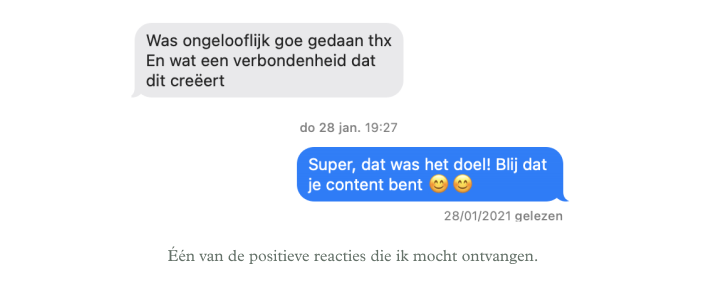 Was ongelooflijk goe gedaan thx
En wat een verbondenheid dat
dit creëert
do 28 jan. 19:27
Super, dat was het doel! Blij dat
je content bent 😊 😊
28/01/2021 gelezen
Één van de positieve reacties die ik mocht ontvangen.